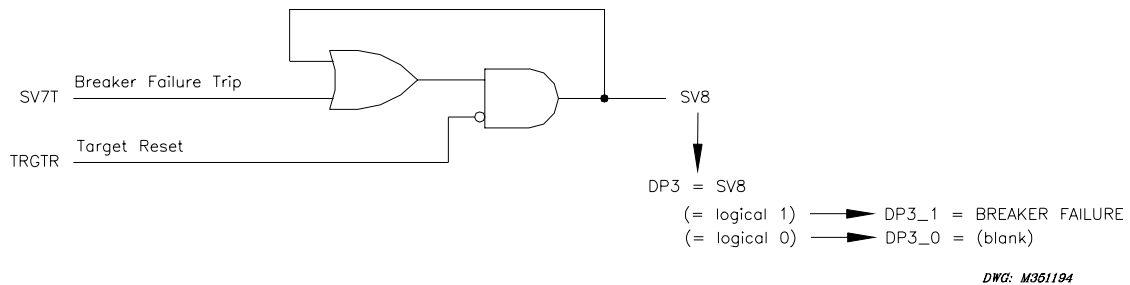 Breaker Failure Trip
SV7T
SV8
Target Reset
TRGTR
DP3 = SV8
(= logical 1) DP3_1 = BREAKER FAILURE
(= logical 0) DP3_0 = (blank)
DWG: M351194